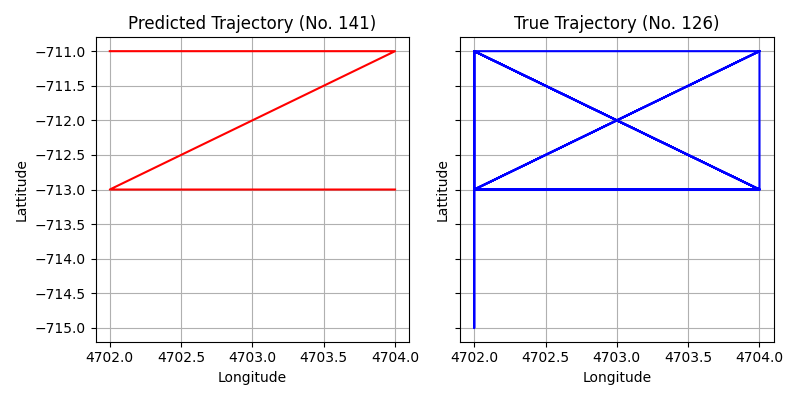 Predicted Trajectory (No. 141)
True Trajectory (No. 126)
Lattitude
−711.0
−711.5
−712.0
−712.5
−713.0
−713.5
−714.0
−714.5
−715.0
4702.0 4702.5 4703.0 4703.5 4704.0
Longitude
Lattitude
4702.0 4702.5 4703.0 4703.5 4704.0
Longitude